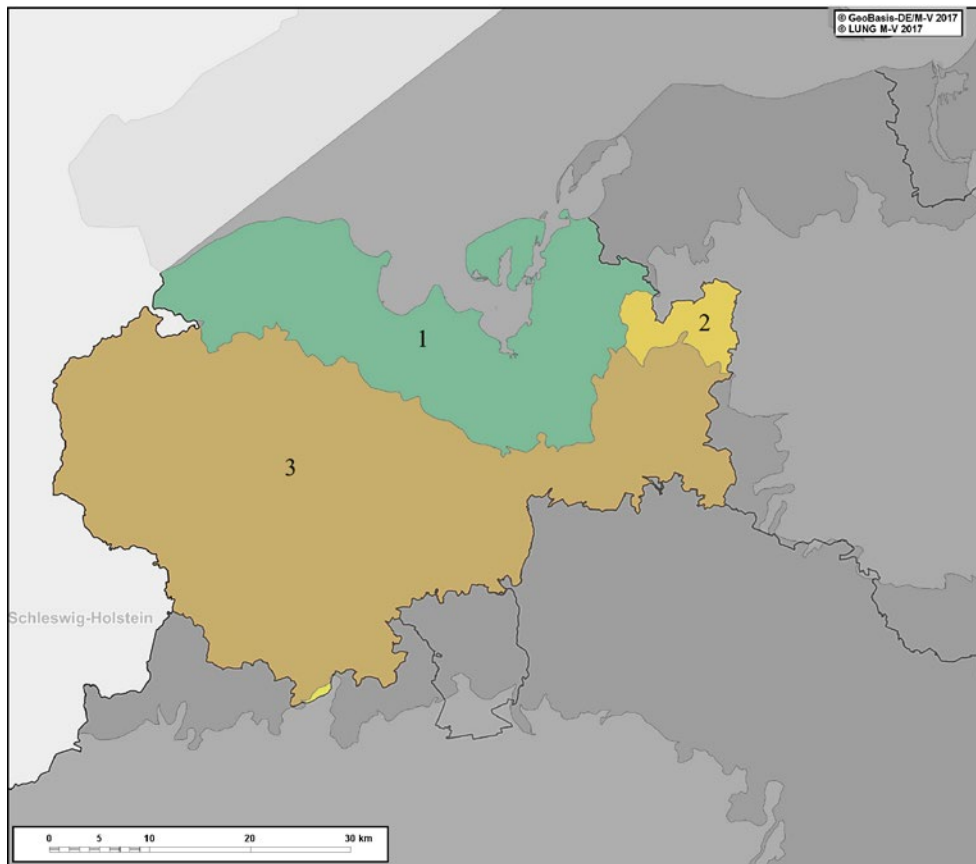 © GeoBasis-DE/M-V 2017
© LUNG M-V 2017
1
2
3
Schleswig-Holstein
0 5 10 20 30 km